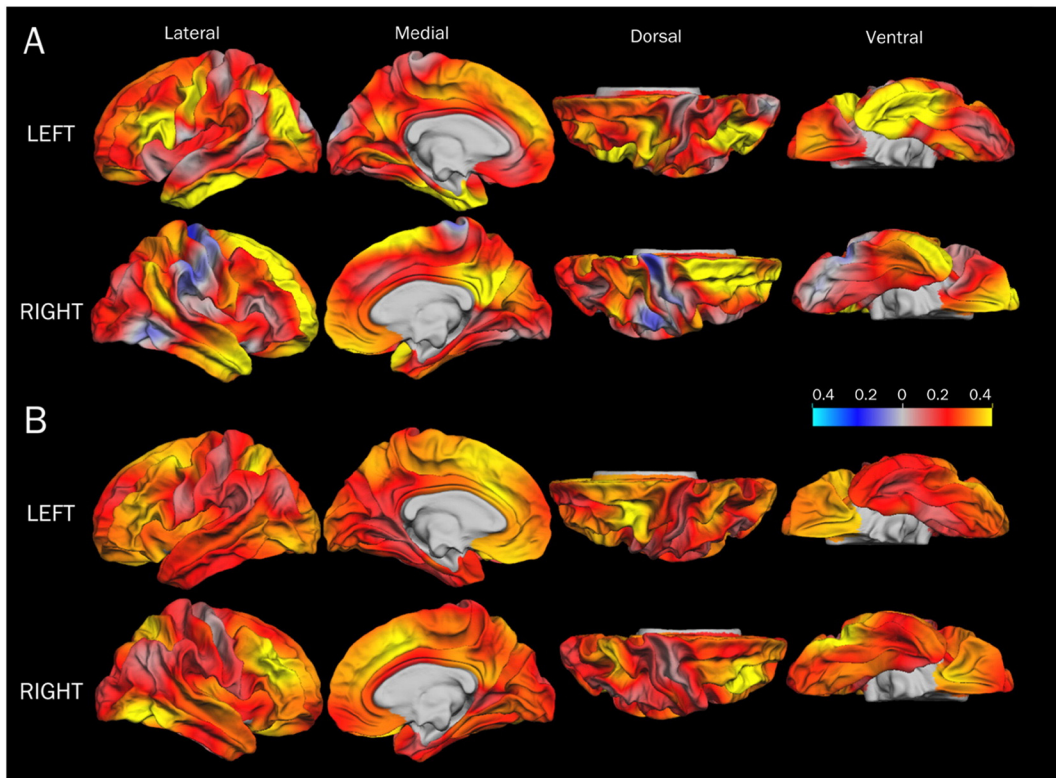 A
Lateral Medial Dorsal Ventral
LEFT
RIGHT
0.4 0.2 0 0.2 0.4
B
LEFT
RIGHT